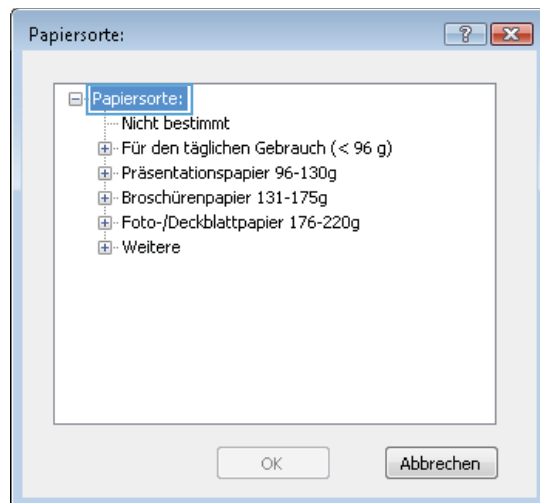 Papiersorte:
Papiersorte:
Nicht bestimmt
Für den täglichen Gebrauch (< 96 g)
Präsentationspapier 96-130g
Broschürenpapier 131-175g
Foto-/Deckblattpapier 176-220g
Weitere
OK
Abbrechen